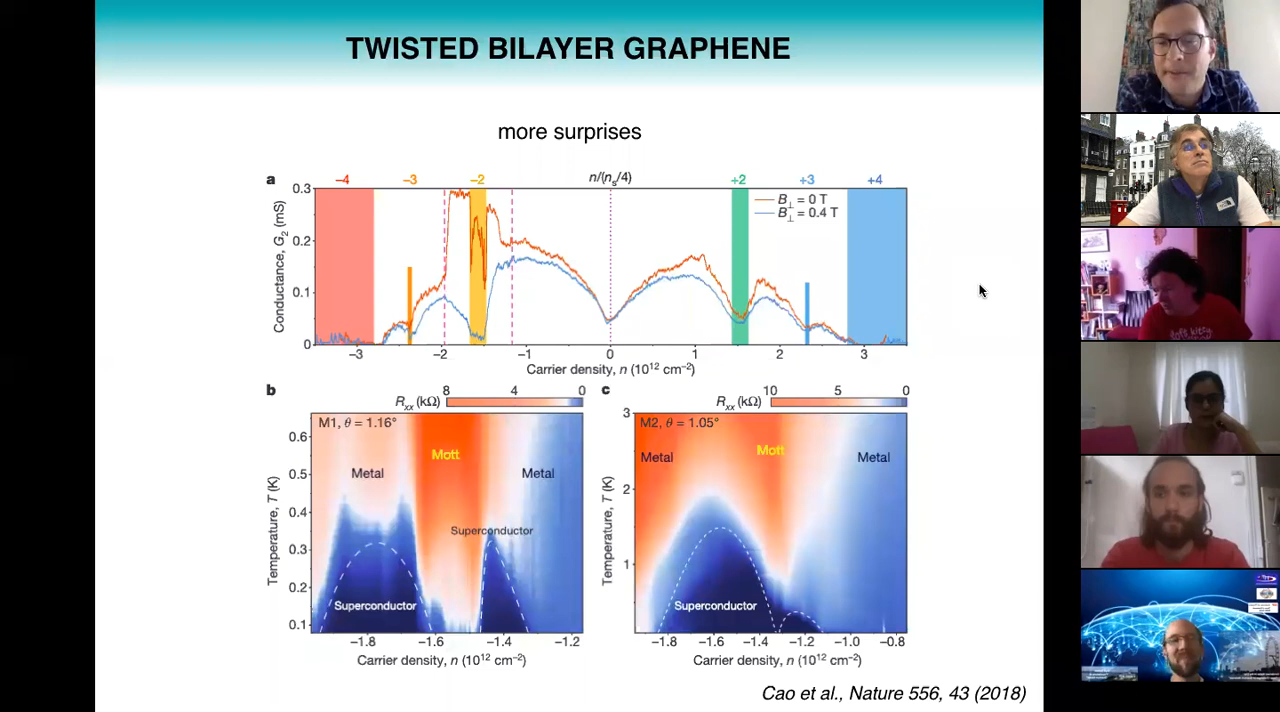 TWISTED BILAYER GRAPHENE
more surprises
a
−4 −3 −2 n/(ns/4) +2 +3 +4
0.3
0.2
0.1
0
Conductance, G2 (mS)
B⊥ = 0 T
B⊥ = 0.4 T
−3 −2 −1 0 1 2 3
Carrier density, n (10¹² cm⁻²)
b
8 4 0
Rxx (kΩ)
M1, θ = 1.16°
Mott
Metal
Metal
Superconductor
Superconductor
0.6
0.5
0.4
0.3
0.2
0.1
Temperature, T (K)
−1.8 −1.6 −1.4 −1.2
Carrier density, n (10¹² cm⁻²)
c
10 5 0
Rxx (kΩ)
M2, θ = 1.05°
Metal
Mott
Metal
Superconductor
3
2
1
Temperature, T (K)
−1.8 −1.6 −1.4 −1.2 −1.0 −0.8
Carrier density, n (10¹² cm⁻²)
Cao et al., Nature 556, 43 (2018)